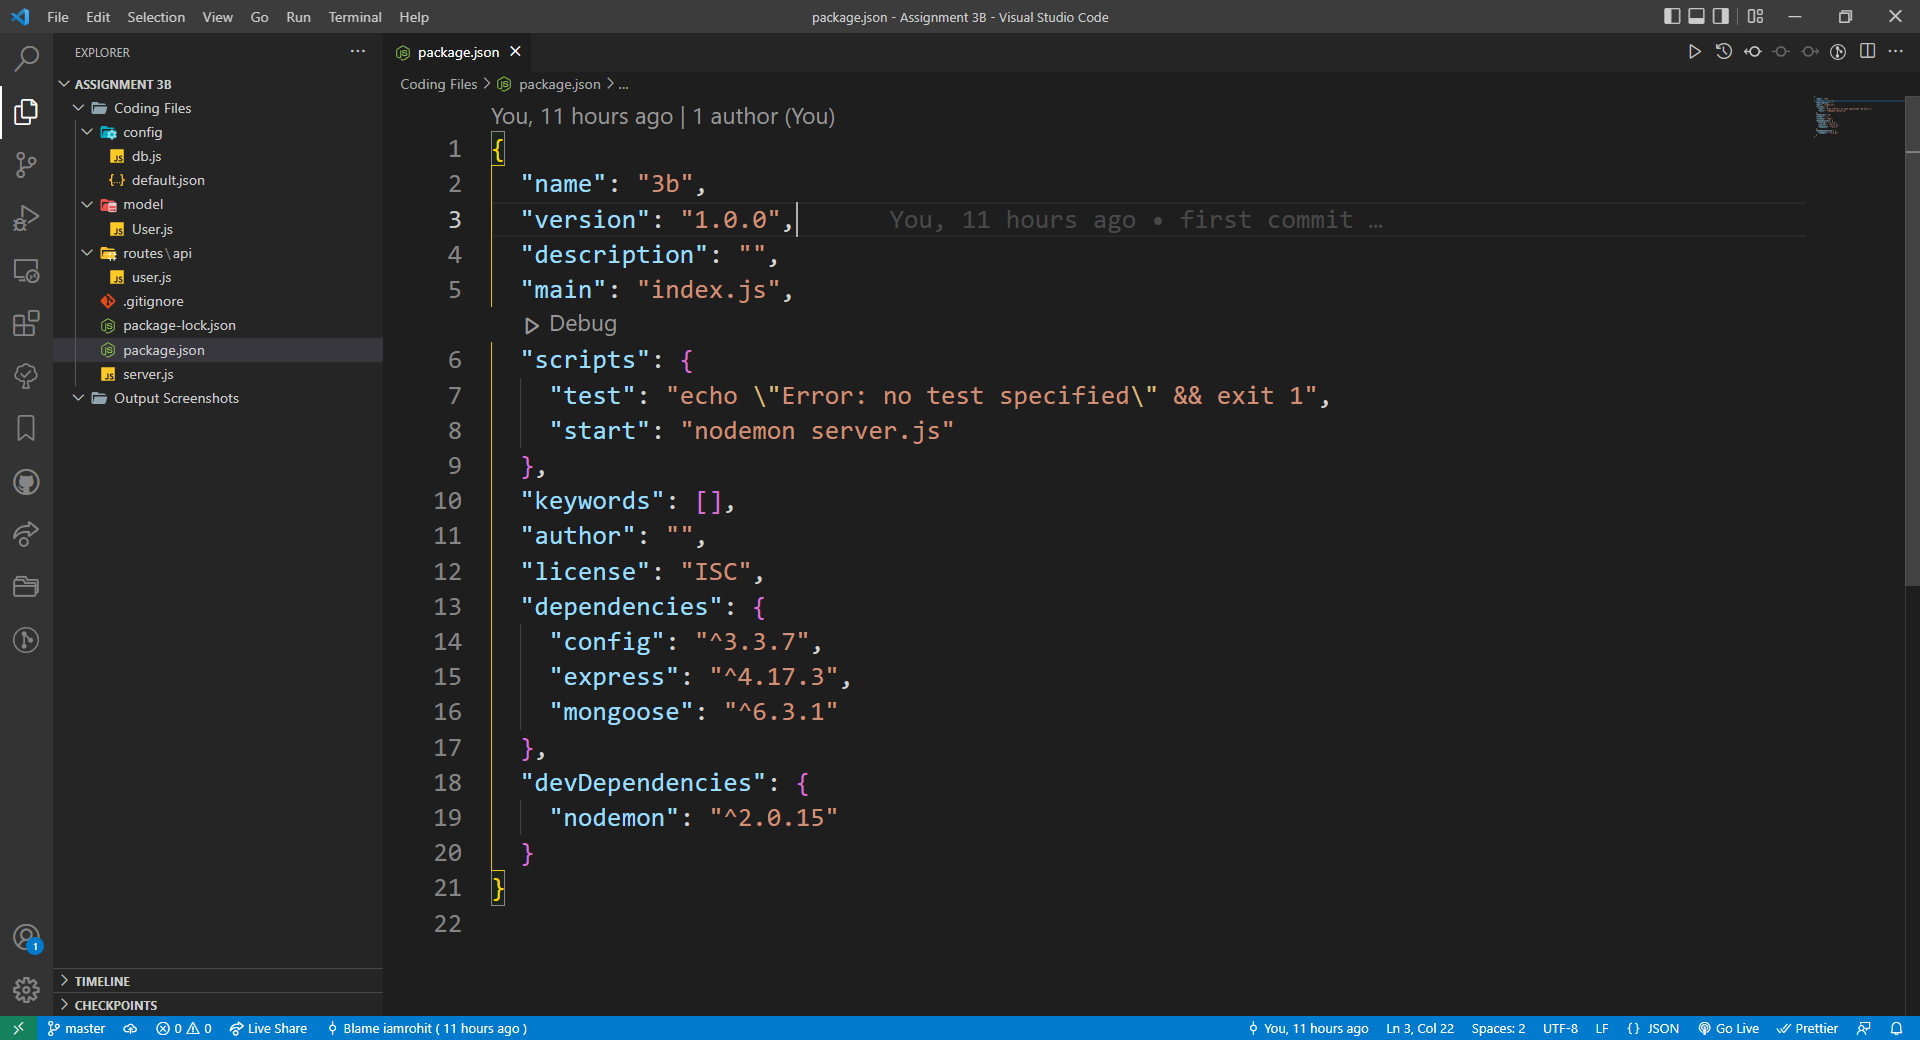 File Edit Selection View Go Run Terminal Help
package.json - Assignment 3B - Visual Studio Code
EXPLORER
ASSIGNMENT 3B
Coding Files
config
db.js
{..} default.json
model
User.js
routes\api
user.js
.gitignore
package-lock.json
package.json
server.js
Output Screenshots
TIMELINE
CHECKPOINTS
package.json
Coding Files > package.json > ...
You, 11 hours ago | 1 author (You)
1 {
2 "name": "3b",
3 "version": "1.0.0", You, 11 hours ago • first commit …
4 "description": "",
5 "main": "index.js",
Debug
6 "scripts": {
7 "test": "echo \"Error: no test specified\" && exit 1",
8 "start": "nodemon server.js"
9 },
10 "keywords": [],
11 "author": "",
12 "license": "ISC",
13 "dependencies": {
14 "config": "^3.3.7",
15 "express": "^4.17.3",
16 "mongoose": "^6.3.1"
17 },
18 "devDependencies": {
19 "nodemon": "^2.0.15"
20 }
21 }
22
1
master 0 0 Live Share Blame iamrohit ( 11 hours ago ) You, 11 hours ago Ln 3, Col 22 Spaces: 2 UTF-8 LF {} JSON Go Live Prettier